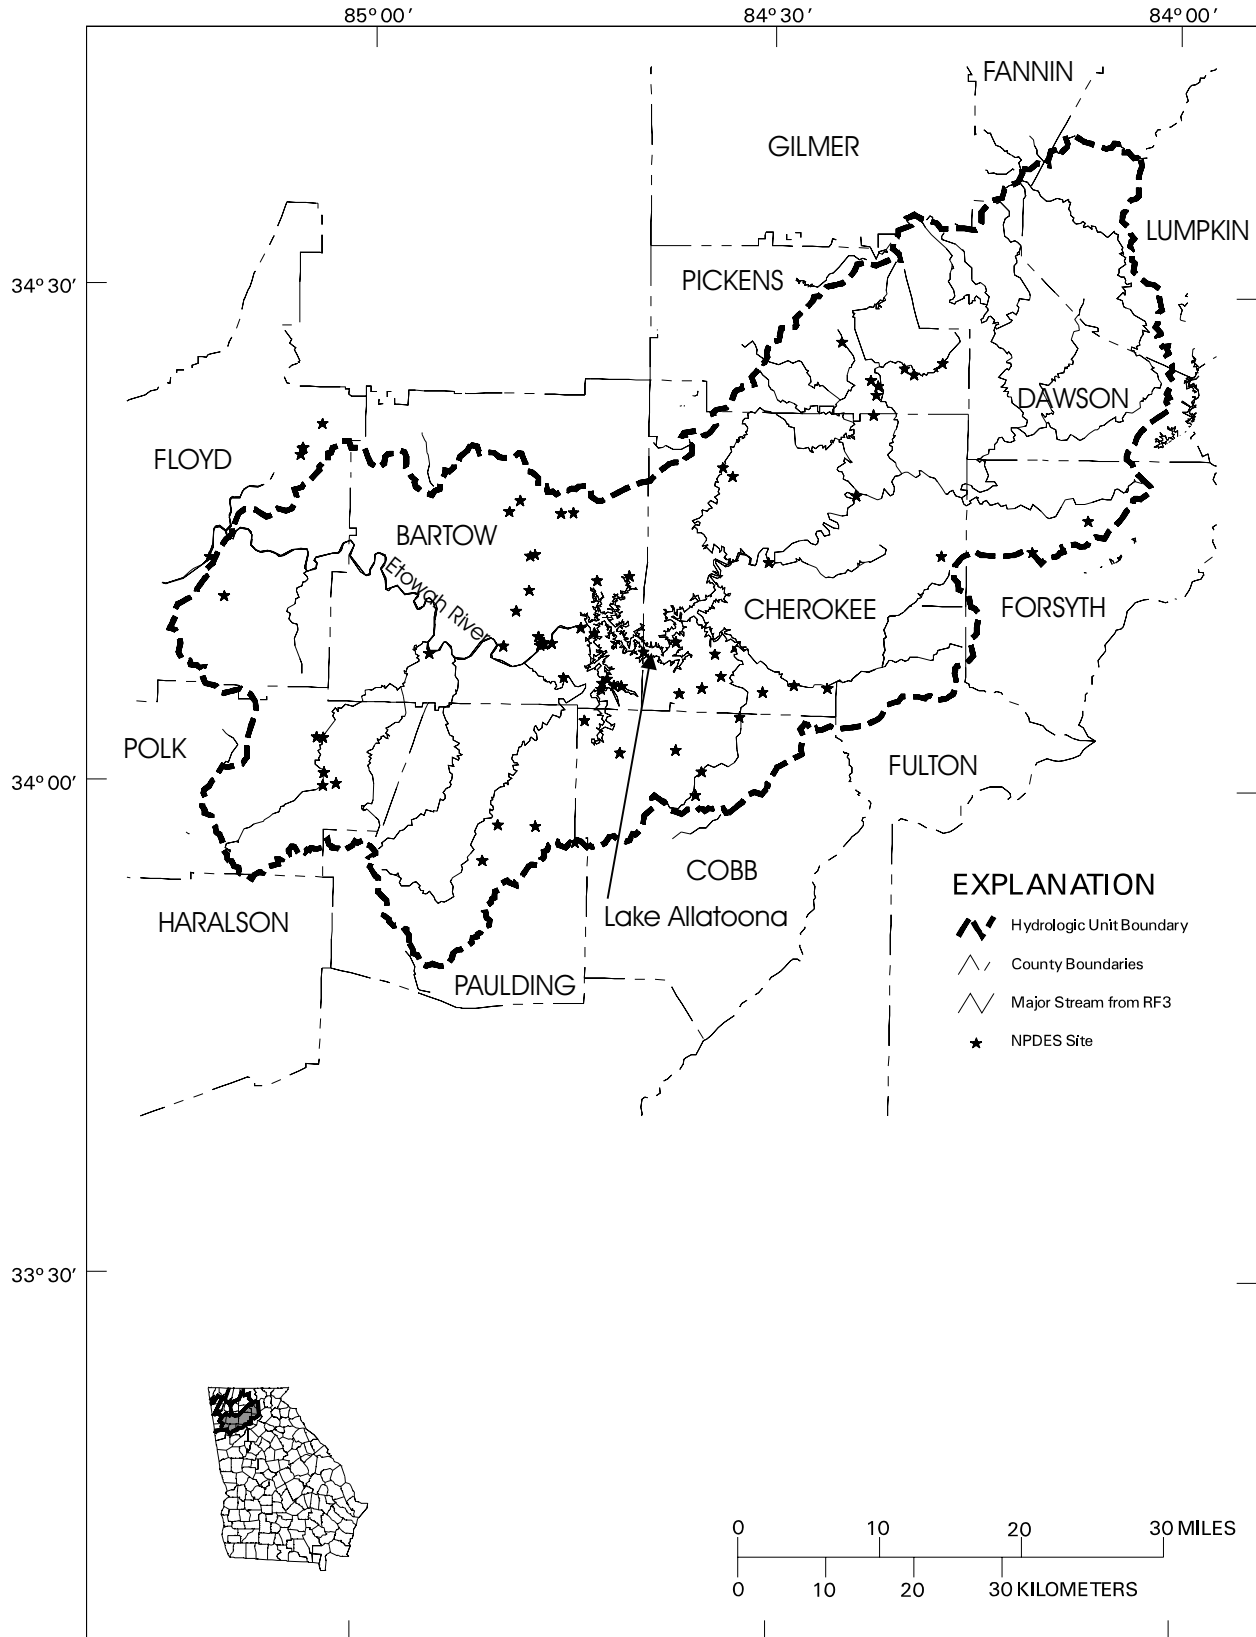 85° 00′
84° 30′
84° 00′
FANNIN
GILMER
LUMPKIN
34° 30′
PICKENS
DAWSON
FLOYD
BARTOW
Etowah River
CHEROKEE
FORSYTH
POLK
34° 00′
FULTON
COBB
EXPLANATION
HARALSON
Lake Allatoona
Hydrologic Unit Boundary
County Boundaries
PAULDING
Major Stream from RF3
NPDES Site
33° 30′
0 10 20 30 MILES
0 10 20 30 KILOMETERS